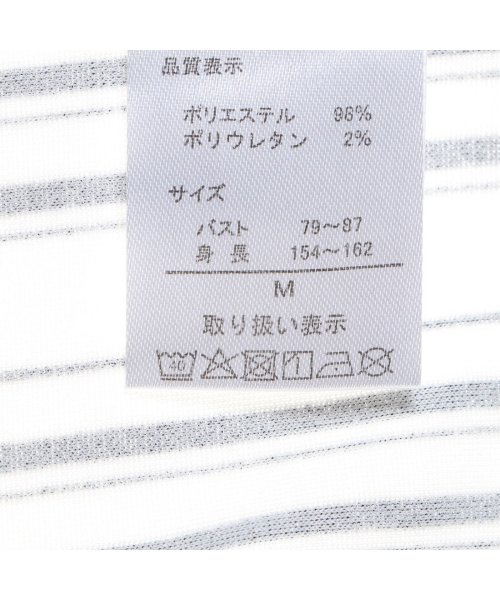 品質表示
ポリエステル 98%
ポリウレタン 2%
サイズ
バスト 79～87
身長 154～162
M
取り扱い表示
40